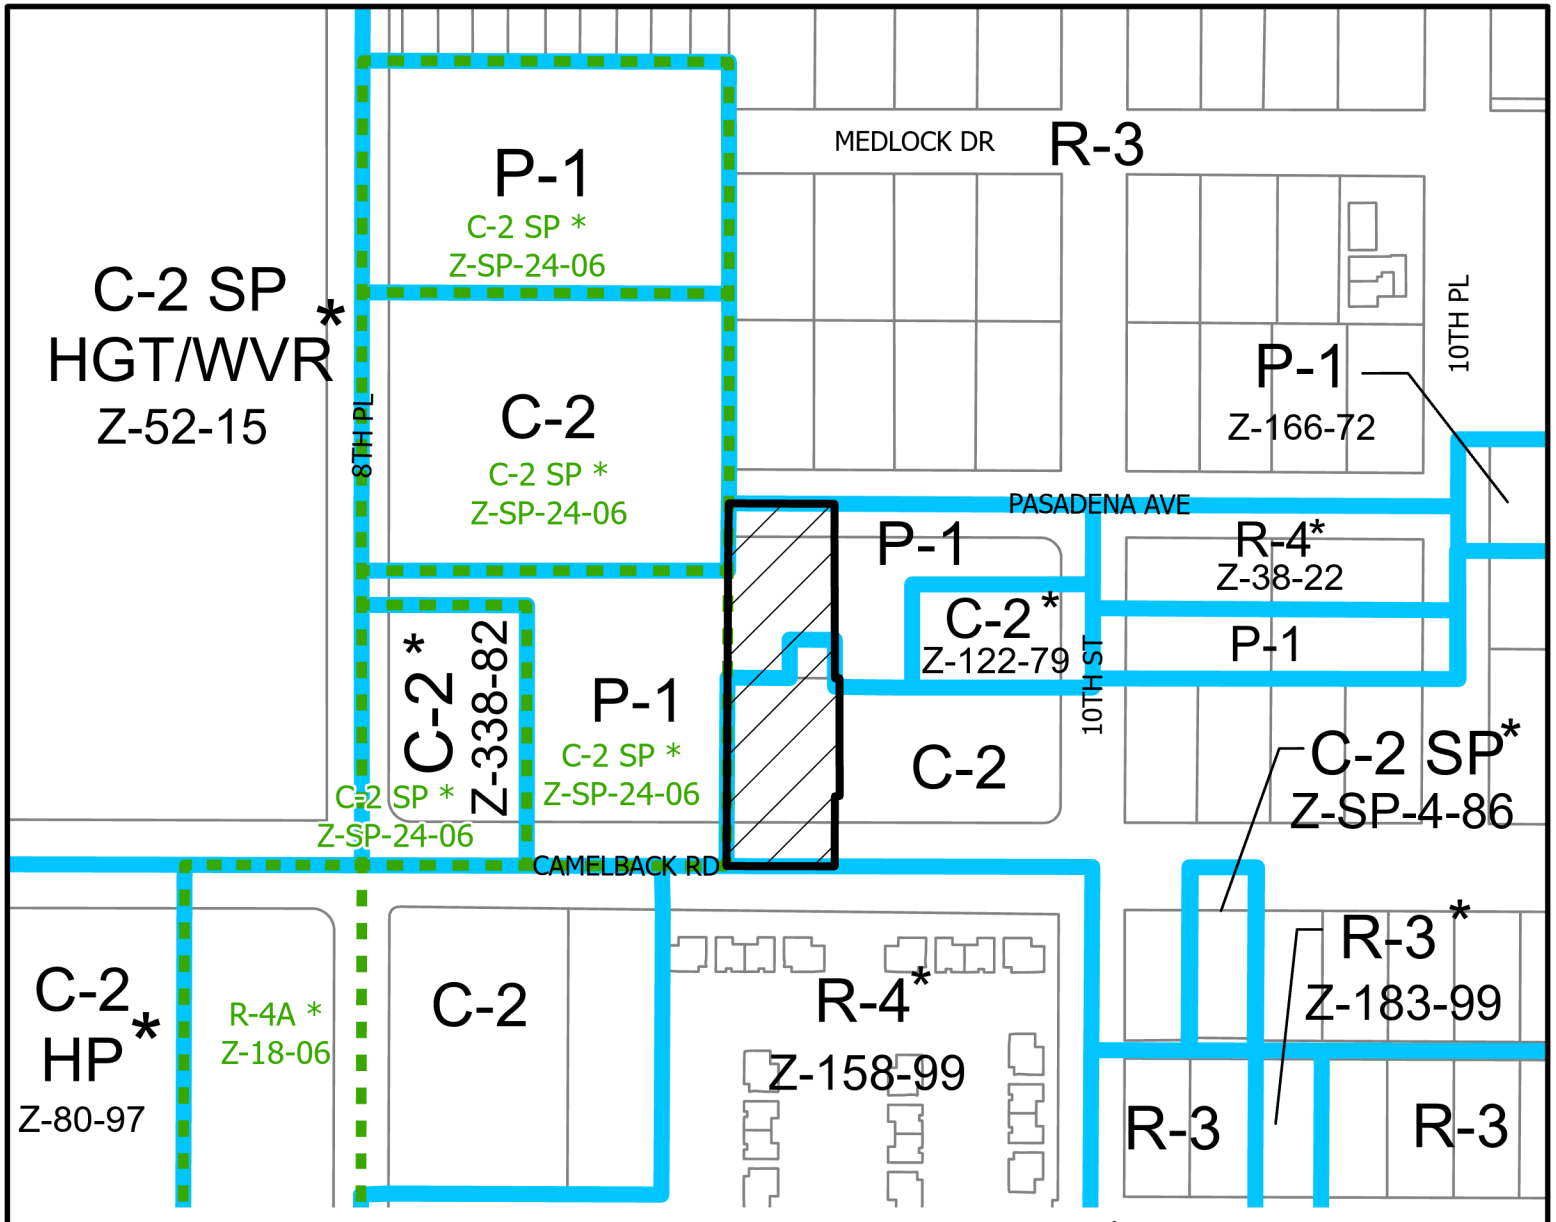 MEDLOCK DR
R-3
P-1
C-2 SP *
Z-SP-24-06
C-2 SP *
HGT/WVR
Z-52-15
8TH PL
10TH PL
P-1
Z-166-72
C-2
C-2 SP *
Z-SP-24-06
PASADENA AVE
P-1
R-4*
Z-38-22
C-2 *
Z-122-79
10TH ST
P-1
C-2 *
Z-338-82
P-1
C-2 SP *
Z-SP-24-06
C-2 SP *
Z-SP-24-06
C-2
C-2 SP*
Z-SP-4-86
CAMELBACK RD
C-2
HP *
Z-80-97
R-4A *
Z-18-06
C-2
R-4*
Z-158-99
R-3 *
Z-183-99
R-3
R-3